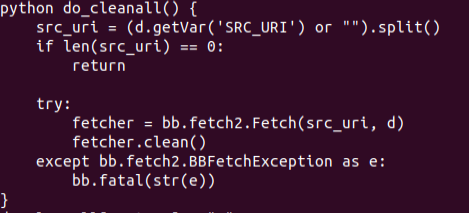 python do_cleanall() {
    src_uri = (d.getVar('SRC_URI') or "").split()
    if len(src_uri) == 0:
        return

    try:
        fetcher = bb.fetch2.Fetch(src_uri, d)
        fetcher.clean()
    except bb.fetch2.BBFetchException as e:
        bb.fatal(str(e))
}